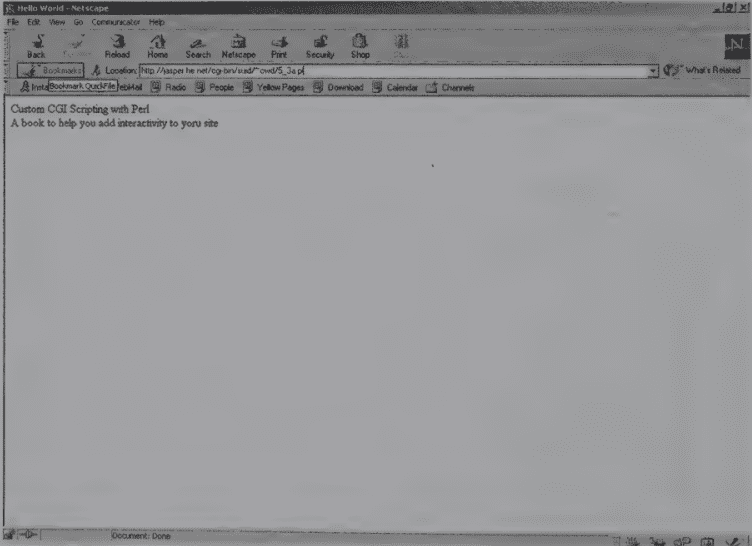 Hello World - Netscape
File Edit View Go Communicator Help
Back Reload Home Search Netscape Print Security Shop
Bookmarks Location: What's Related
Bookmark QuickFile Radio People Yellow Pages Download Calendar Channels
Custom CGI Scripting with Perl
A book to help you add interactivity to yoru site
Document: Done